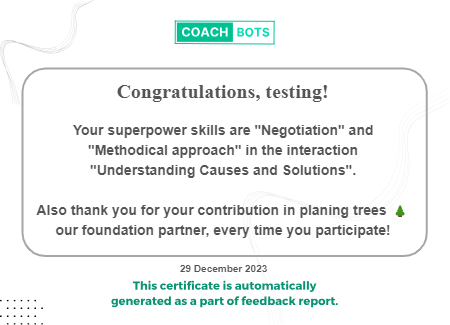 COACH BOTS
Congratulations, testing!
Your superpower skills are "Negotiation" and
"Methodical approach" in the interaction
"Understanding Causes and Solutions".
Also thank you for your contribution in planing trees 🌲
our foundation partner, every time you participate!
29 December 2023
This certificate is automatically
generated as a part of feedback report.